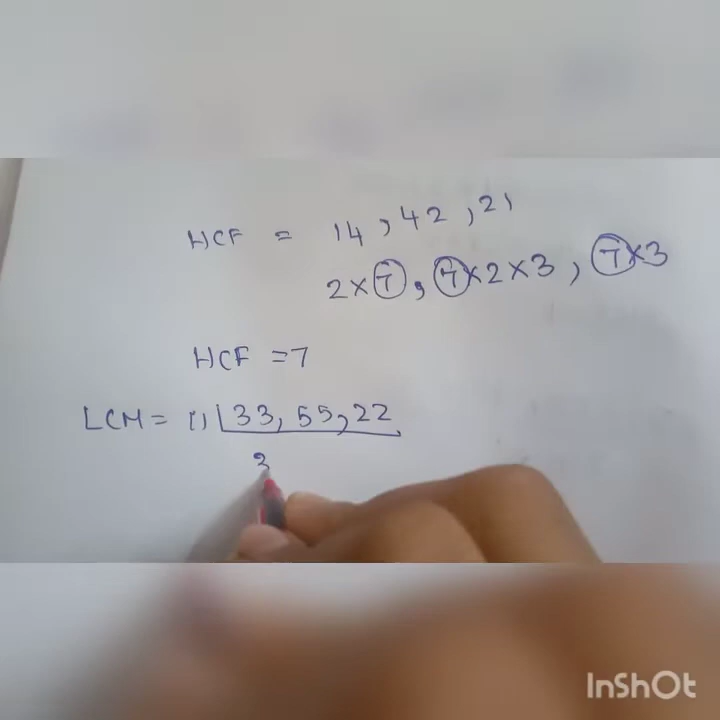 HCF = 14, 42, 21
2×7, 7×2×3, 7×3
HCF = 7
LCM = 11 33, 55, 22
3
InShOt